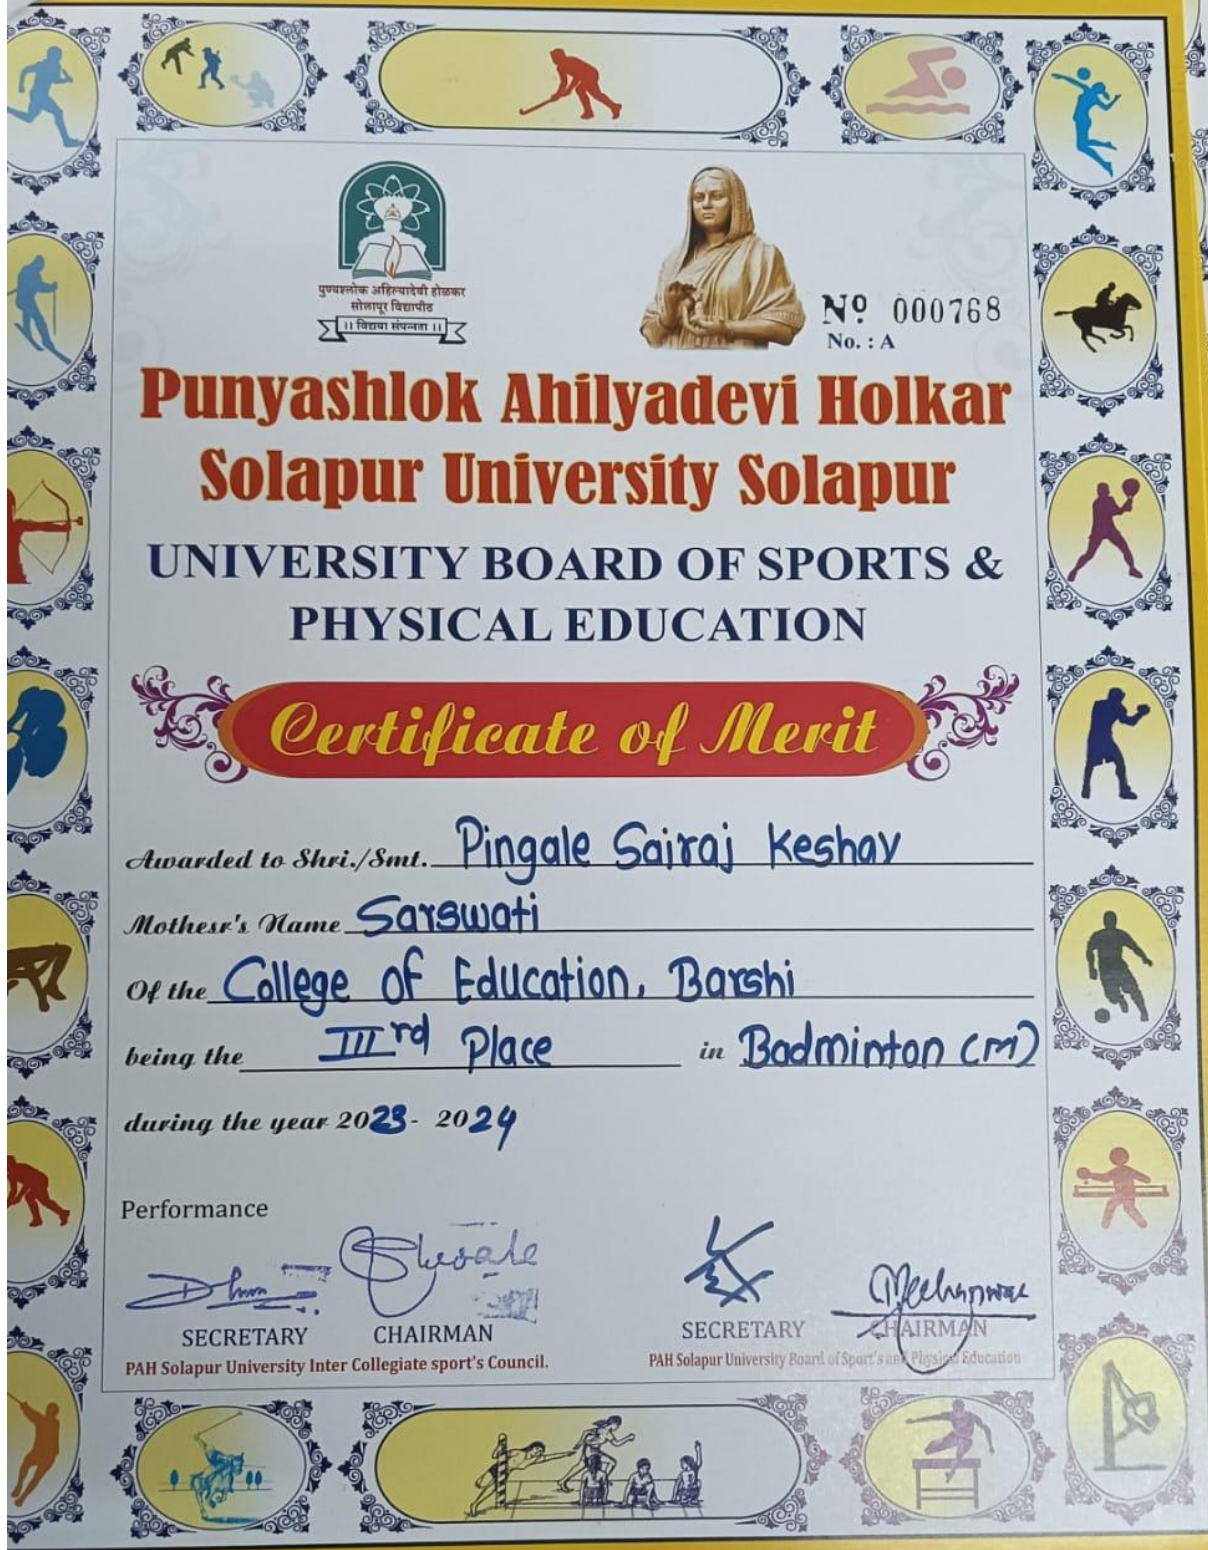 पुण्यश्लोक अहिल्यादेवी होळकर
सोलापूर विद्यापीठ
।। विद्यया संपन्नता ।।
Nº 000768
No. : A
Punyashlok Ahilyadevi Holkar
Solapur University Solapur
UNIVERSITY BOARD OF SPORTS &
PHYSICAL EDUCATION
Certificate of Merit
Awarded to Shri./Smt. Pingale Sairaj Keshav
Mothesr's Name Sarswati
Of the College of Education, Barshi
being the IIIrd Place in Badminton (M)
during the year 2023 - 2024
Performance
SECRETARY CHAIRMAN SECRETARY CHAIRMAN
PAH Solapur University Inter Collegiate sport's Council. PAH Solapur University Board of Sport's and Physical Education